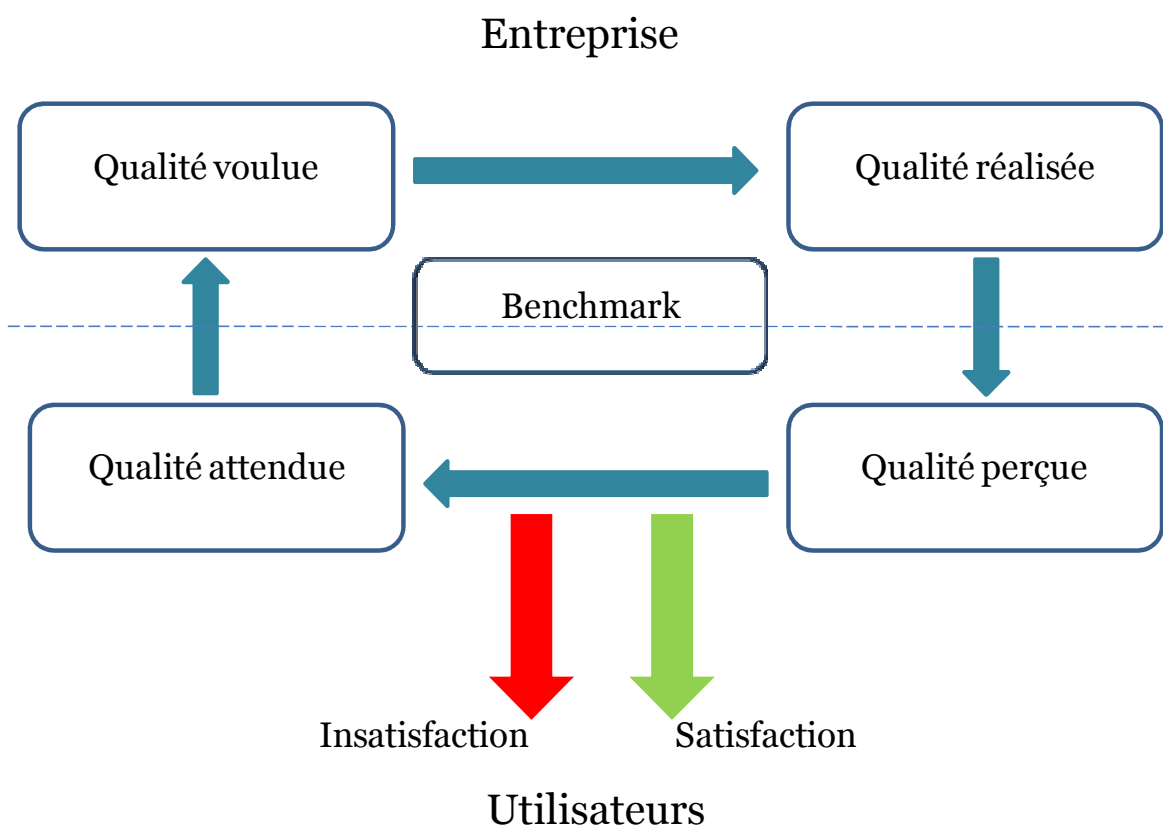 Entreprise
Qualité voulue
Qualité réalisée
Benchmark
Qualité attendue
Qualité perçue
Insatisfaction
Satisfaction
Utilisateurs